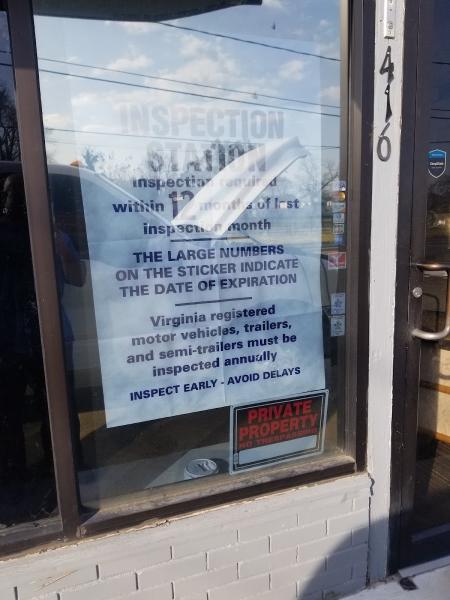 INSPECTION
STATION
Inspection required
within 12 months of last
inspection month
THE LARGE NUMBERS
ON THE STICKER INDICATE
THE DATE OF EXPIRATION
Virginia registered
motor vehicles, trailers,
and semi-trailers must be
inspected annually
INSPECT EARLY - AVOID DELAYS
PRIVATE
PROPERTY
NO TRESPASSING
416